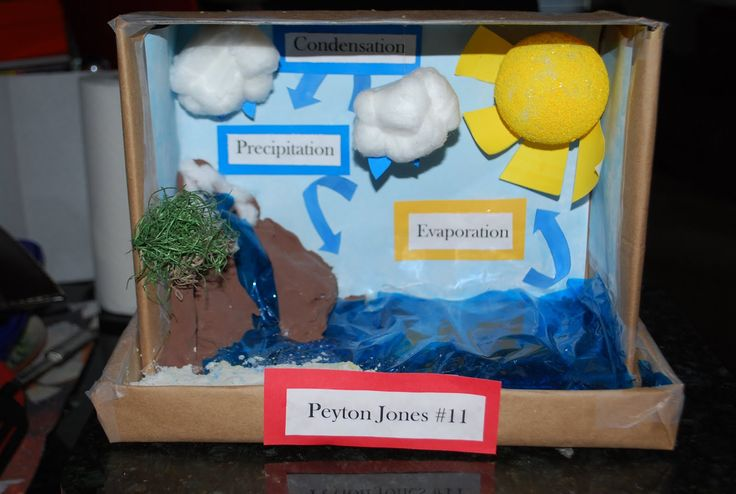 Condensation
Precipitation
Evaporation
Peyton Jones #11